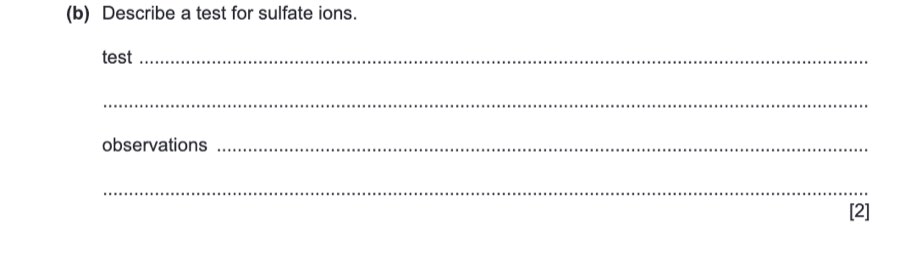 (b) Describe a test for sulfate ions.
test ................................................................................................................................
................................................................................................................................
observations ................................................................................................................
................................................................................................................................
[2]